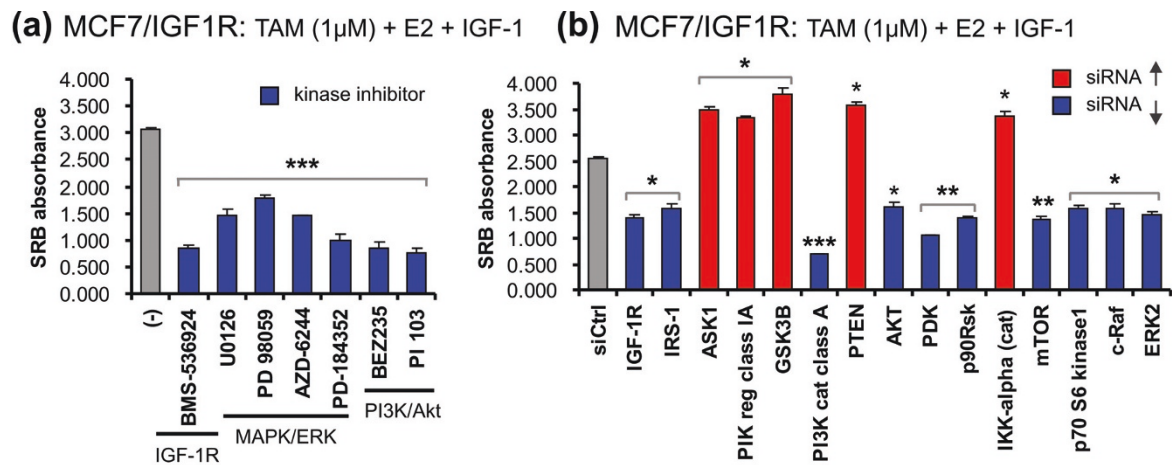 (a) MCF7/IGF1R: TAM (1µM) + E2 + IGF-1
SRB absorbance
4.000
3.500
3.000
2.500
2.000
1.500
1.000
0.500
0.000
kinase inhibitor
***
(-)
BMS-536924
U0126
PD 98059
AZD-6244
PD-184352
BEZ235
PI 103
IGF-1R
MAPK/ERK
PI3K/Akt
(b) MCF7/IGF1R: TAM (1µM) + E2 + IGF-1
SRB absorbance
4.000
3.500
3.000
2.500
2.000
1.500
1.000
0.500
0.000
siRNA ↑
siRNA ↓
*
*
***
*
*
**
*
**
*
siCtrl
IGF-1R
IRS-1
ASK1
PIK reg class IA
GSK3B
PI3K cat class A
PTEN
AKT
PDK
p90Rsk
IKK-alpha (cat)
mTOR
p70 S6 kinase1
c-Raf
ERK2